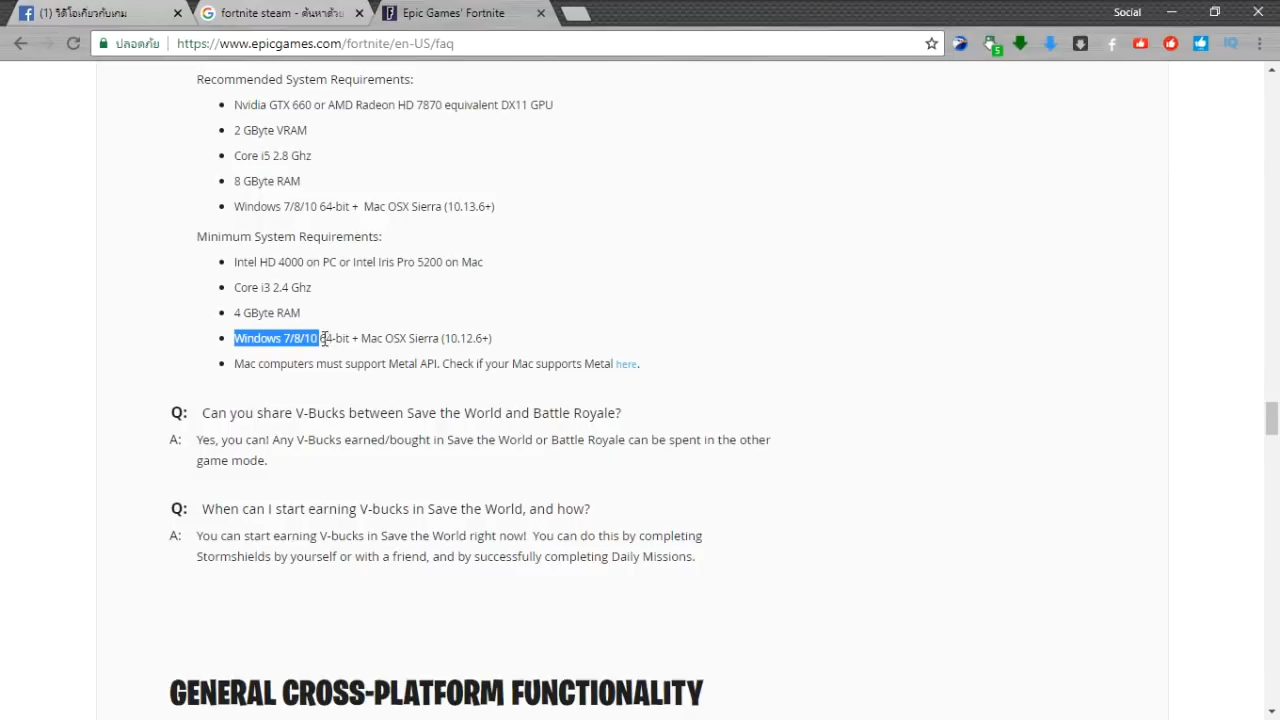 (1) วิดีโอเกี่ยวกับเกม
fortnite steam - ค้นหาด้วย
Epic Games' Fortnite
Social
ปลอดภัย
https://www.epicgames.com/fortnite/en-US/faq
5
Recommended System Requirements:
Nvidia GTX 660 or AMD Radeon HD 7870 equivalent DX11 GPU
2 GByte VRAM
Core i5 2.8 Ghz
8 GByte RAM
Windows 7/8/10 64-bit + Mac OSX Sierra (10.13.6+)
Minimum System Requirements:
Intel HD 4000 on PC or Intel Iris Pro 5200 on Mac
Core i3 2.4 Ghz
4 GByte RAM
Windows 7/8/10 64-bit + Mac OSX Sierra (10.12.6+)
Mac computers must support Metal API. Check if your Mac supports Metal here.
Q: Can you share V-Bucks between Save the World and Battle Royale?
A: Yes, you can! Any V-Bucks earned/bought in Save the World or Battle Royale can be spent in the other
game mode.
Q: When can I start earning V-bucks in Save the World, and how?
A: You can start earning V-bucks in Save the World right now! You can do this by completing
Stormshields by yourself or with a friend, and by successfully completing Daily Missions.
GENERAL CROSS-PLATFORM FUNCTIONALITY